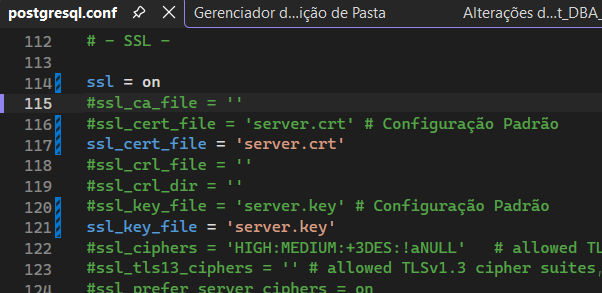 postgresql.conf
Gerenciador d...ição de Pasta
Alterações d...t_DBA_
112 # - SSL -
113
114 ssl = on
115 #ssl_ca_file = ''
116 #ssl_cert_file = 'server.crt' # Configuração Padrão
117 ssl_cert_file = 'server.crt'
118 #ssl_crl_file = ''
119 #ssl_crl_dir = ''
120 #ssl_key_file = 'server.key' # Configuração Padrão
121 ssl_key_file = 'server.key'
122 #ssl_ciphers = 'HIGH:MEDIUM:+3DES:!aNULL' # allowed TL
123 #ssl_tls13_ciphers = '' # allowed TLSv1.3 cipher suites,
124 #ssl_prefer_server_ciphers = on